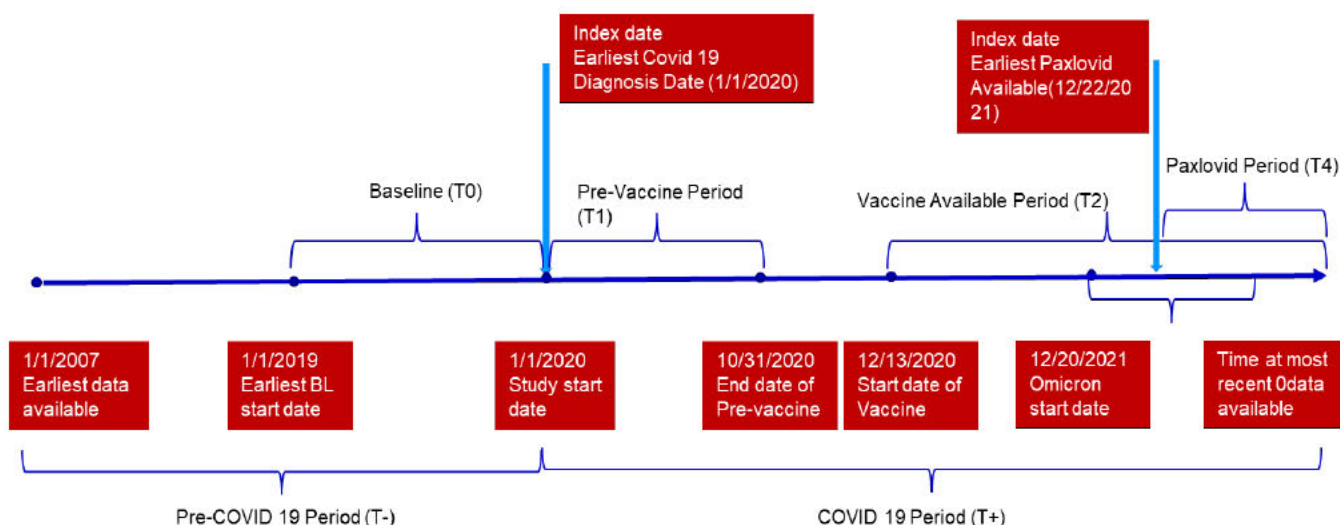 Index date
Earliest Covid 19
Diagnosis Date (1/1/2020)
Index date
Earliest Paxlovid
Available(12/22/20
21)
Paxlovid Period (T4)
Baseline (T0)
Pre-Vaccine Period
(T1)
Vaccine Available Period (T2)
1/1/2007
Earliest data
available
1/1/2019
Earliest BL
start date
1/1/2020
Study start
date
10/31/2020
End date of
Pre-vaccine
12/13/2020
Start date of
Vaccine
12/20/2021
Omicron
start date
Time at most
recent 0data
available
Pre-COVID 19 Period (T-)
COVID 19 Period (T+)